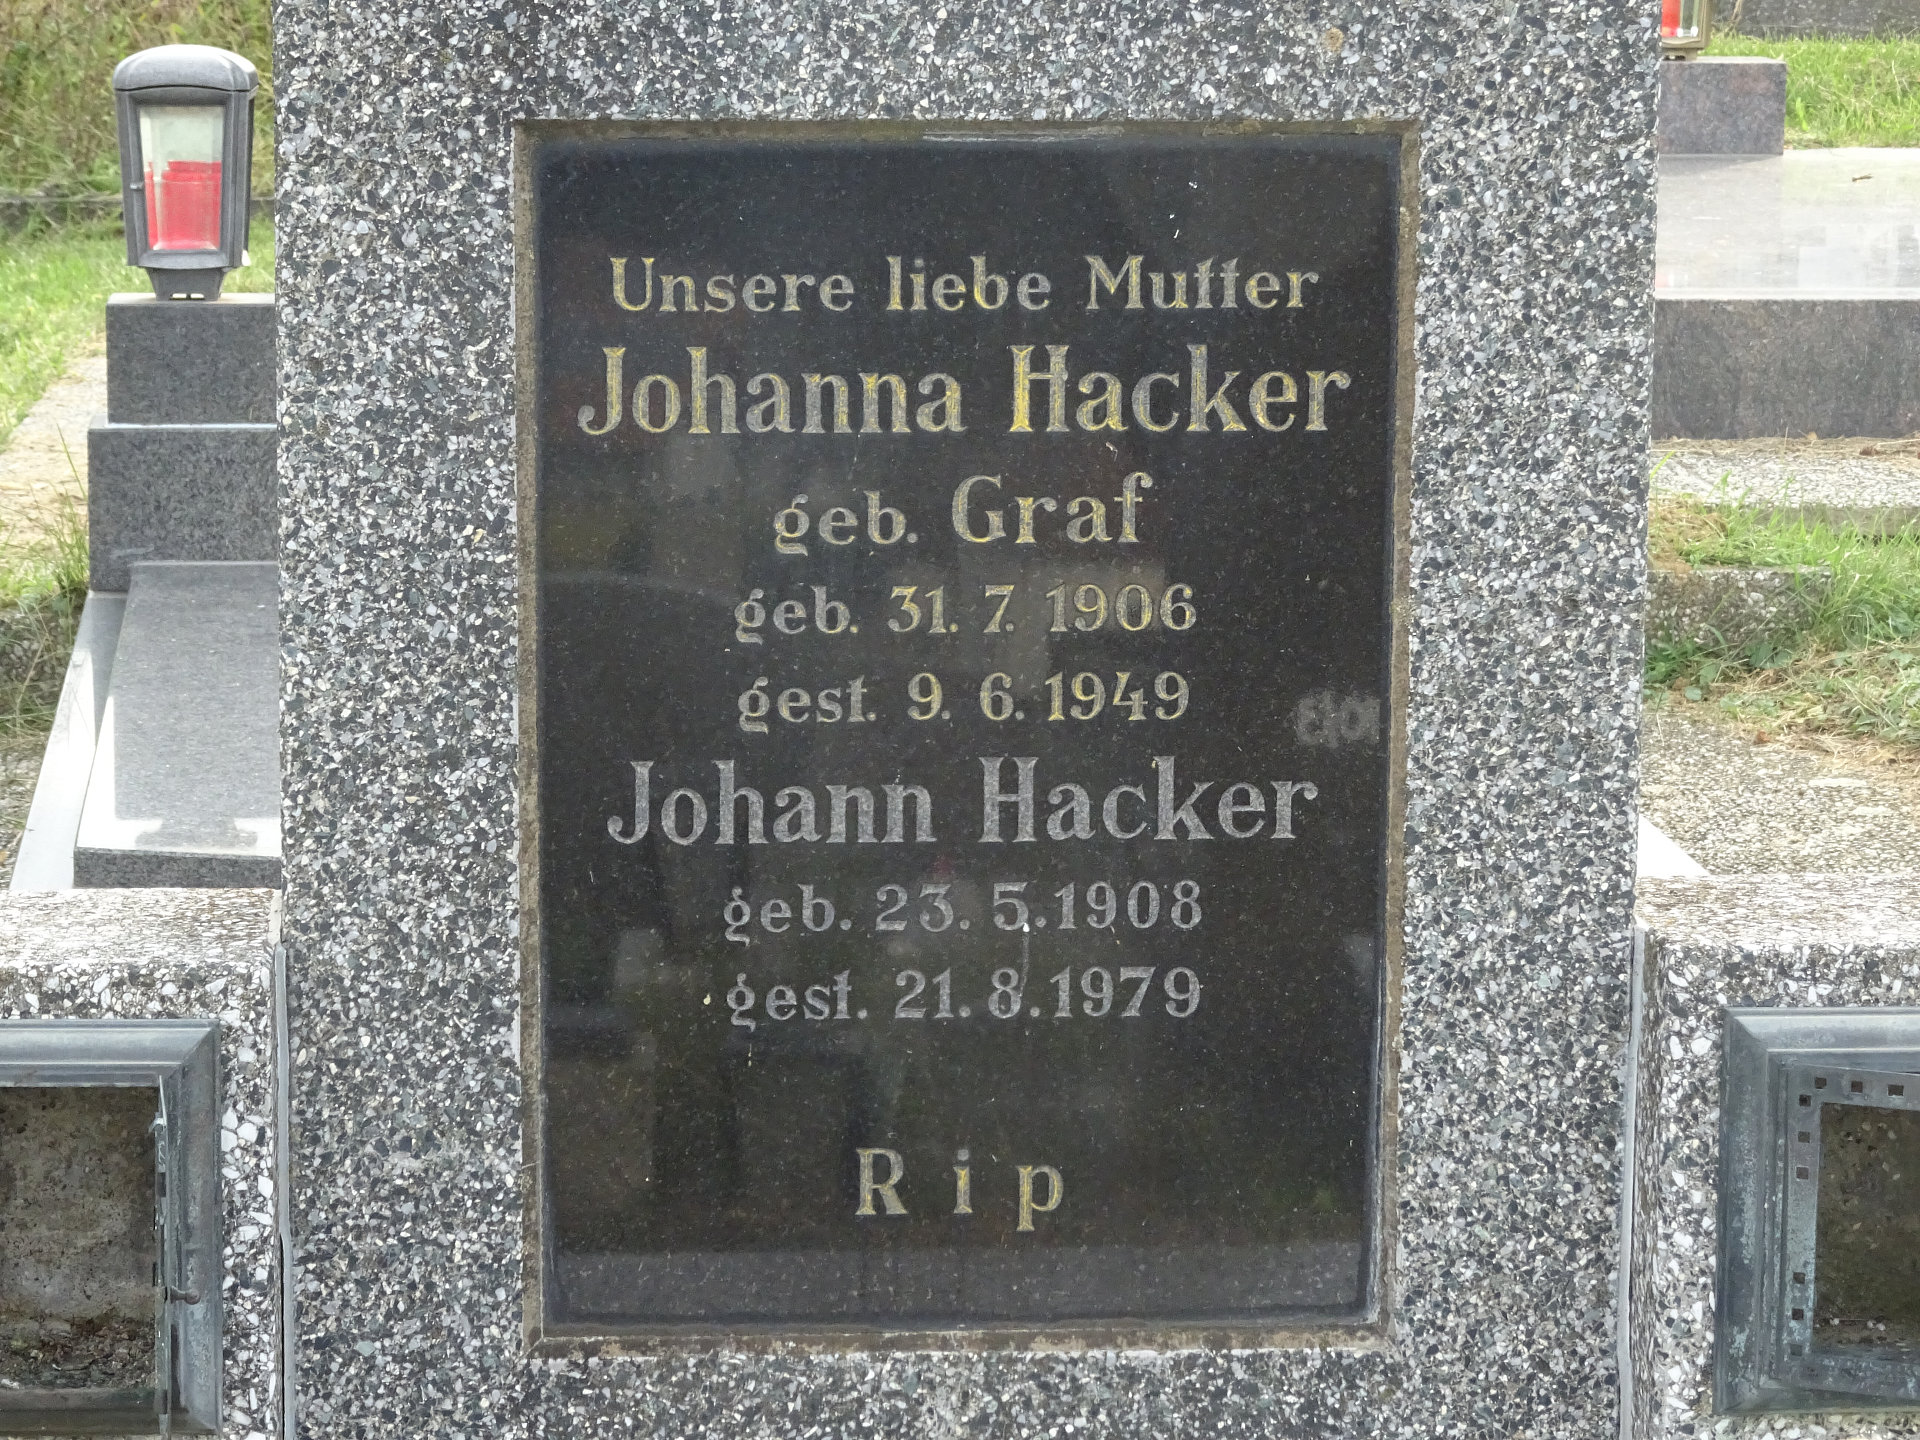 Unsere liebe Mutter
Johanna Hacker
geb. Graf
geb. 31. 7. 1906
gest. 9. 6. 1949
Johann Hacker
geb. 23. 5. 1908
gest. 21. 8. 1979
Rip